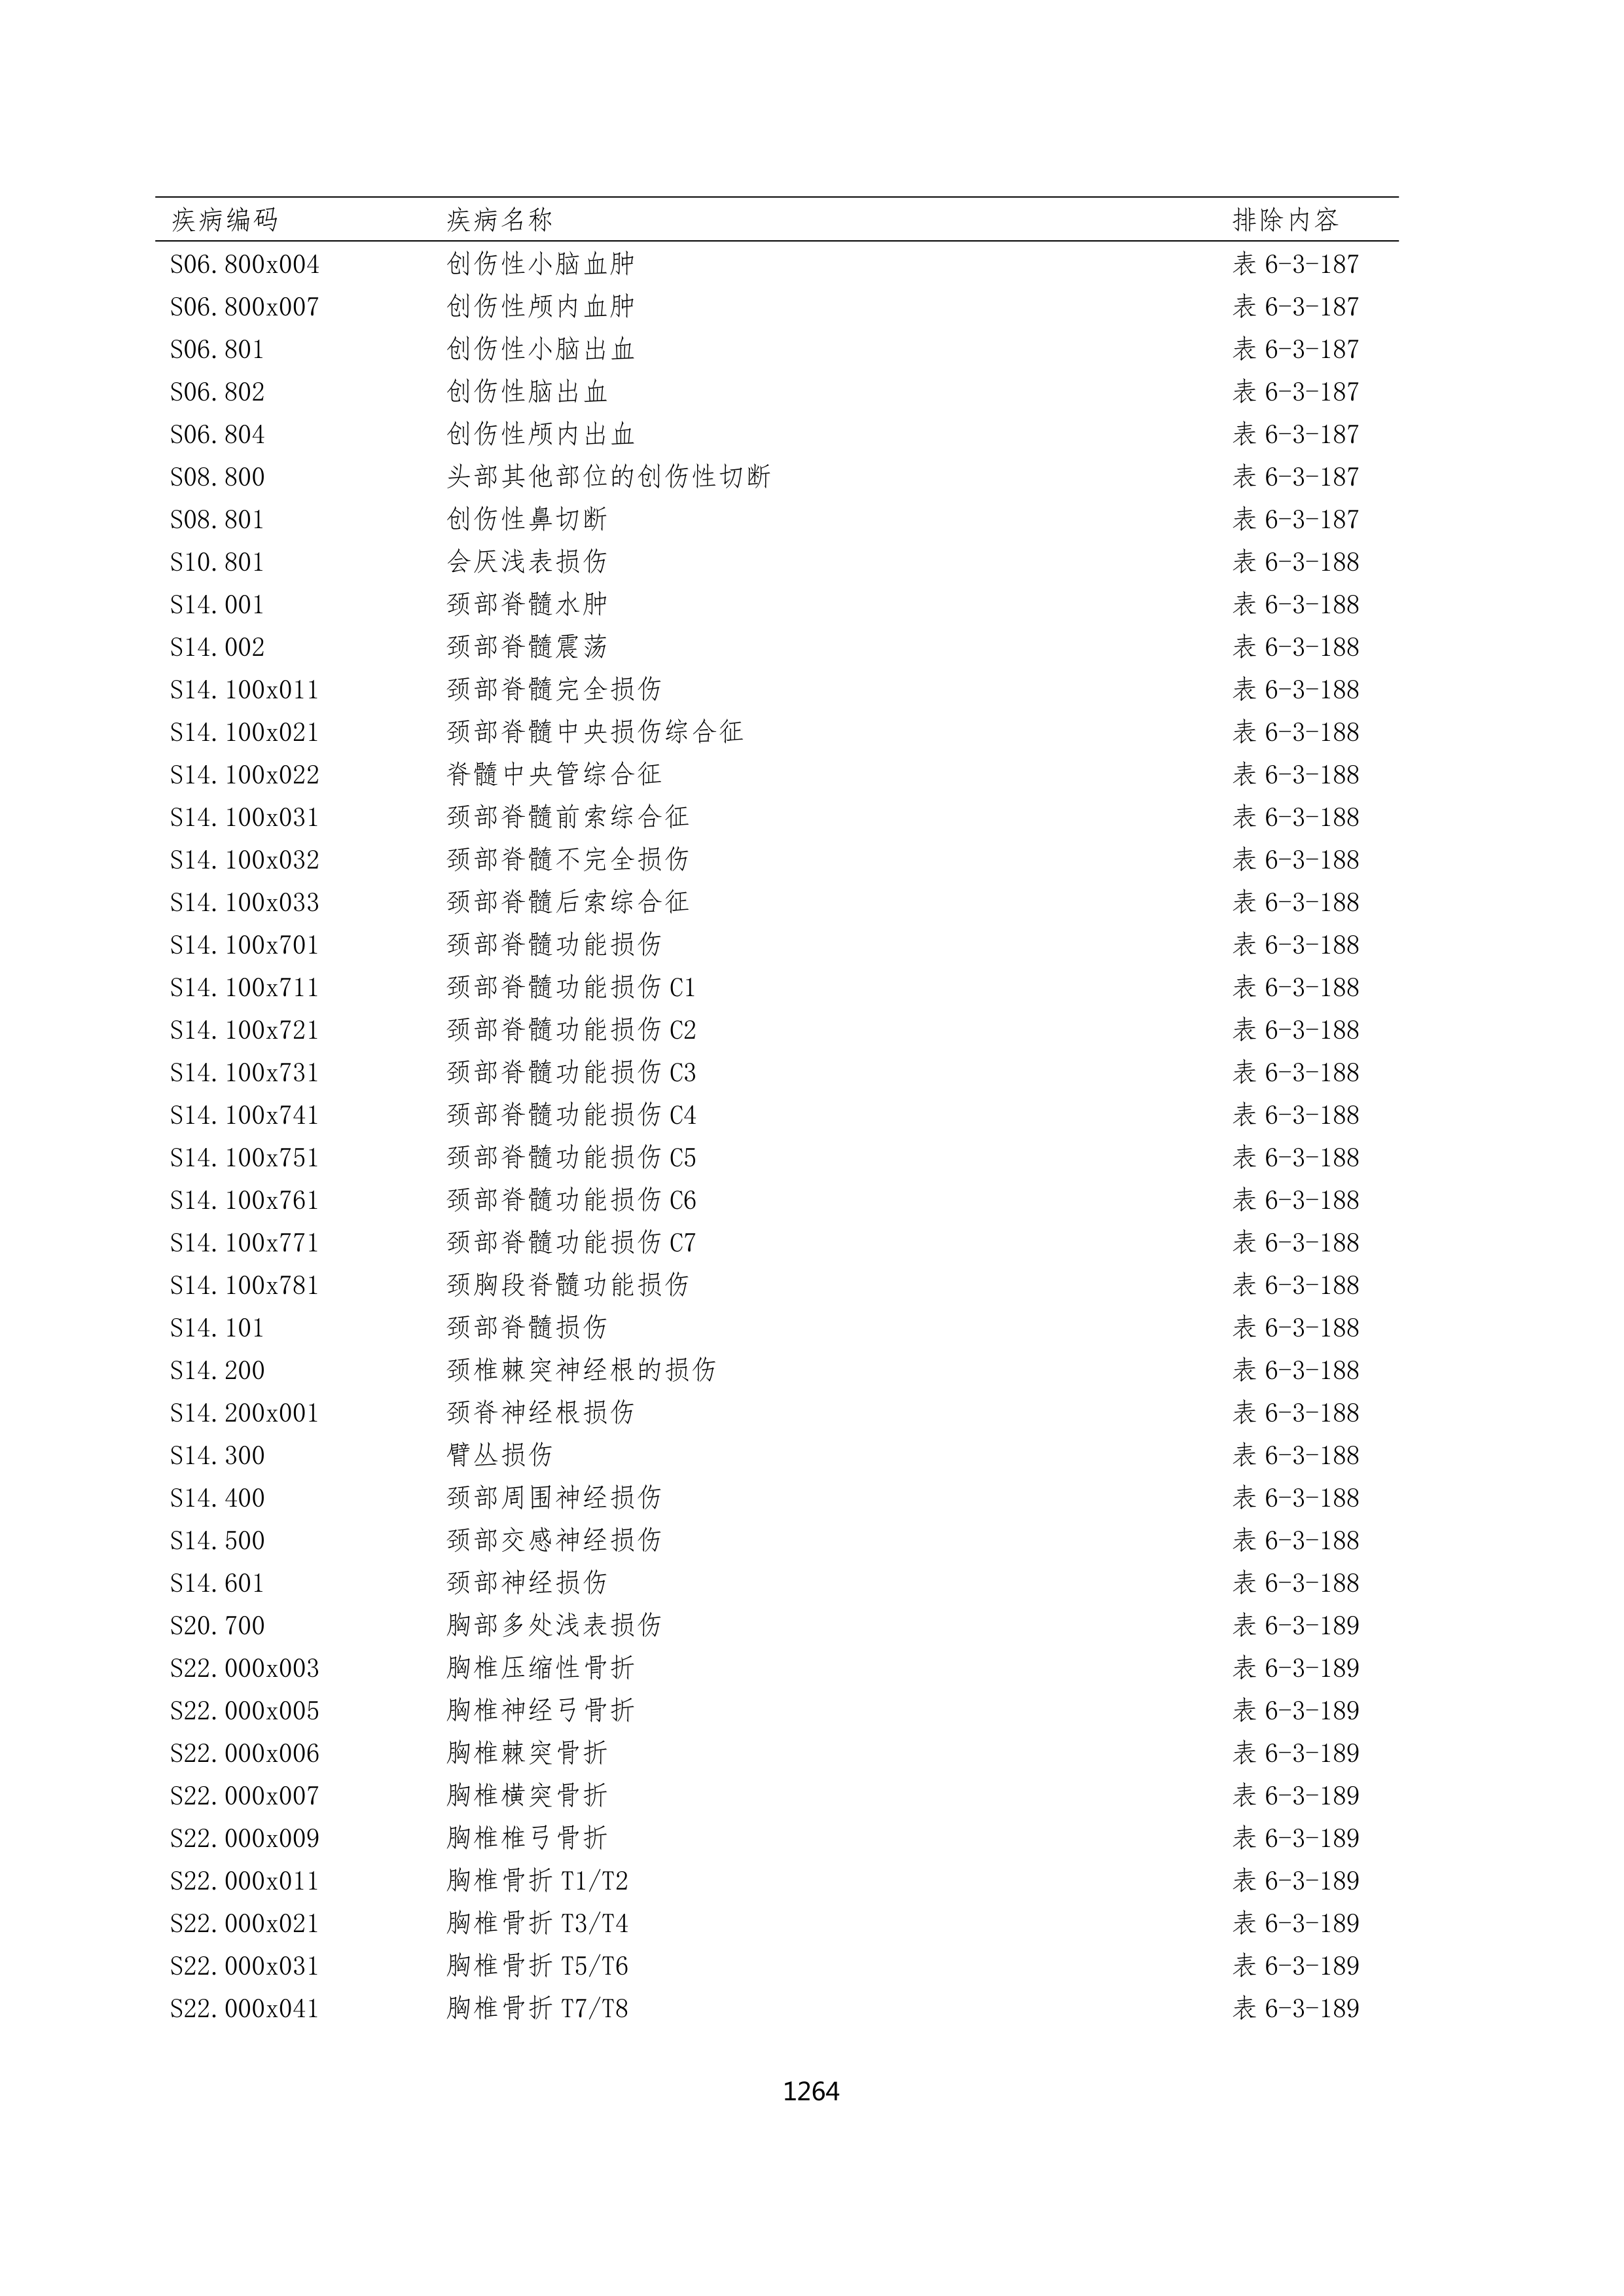 疾病编码 疾病名称 排除内容
S06.800x004 创伤性小脑血肿 表 6-3-187
S06.800x007 创伤性颅内血肿 表 6-3-187
S06.801 创伤性小脑出血 表 6-3-187
S06.802 创伤性脑出血 表 6-3-187
S06.804 创伤性颅内出血 表 6-3-187
S08.800 头部其他部位的创伤性切断 表 6-3-187
S08.801 创伤性鼻切断 表 6-3-187
S10.801 会厌浅表损伤 表 6-3-188
S14.001 颈部脊髓水肿 表 6-3-188
S14.002 颈部脊髓震荡 表 6-3-188
S14.100x011 颈部脊髓完全损伤 表 6-3-188
S14.100x021 颈部脊髓中央损伤综合征 表 6-3-188
S14.100x022 脊髓中央管综合征 表 6-3-188
S14.100x031 颈部脊髓前索综合征 表 6-3-188
S14.100x032 颈部脊髓不完全损伤 表 6-3-188
S14.100x033 颈部脊髓后索综合征 表 6-3-188
S14.100x701 颈部脊髓功能损伤 表 6-3-188
S14.100x711 颈部脊髓功能损伤 C1 表 6-3-188
S14.100x721 颈部脊髓功能损伤 C2 表 6-3-188
S14.100x731 颈部脊髓功能损伤 C3 表 6-3-188
S14.100x741 颈部脊髓功能损伤 C4 表 6-3-188
S14.100x751 颈部脊髓功能损伤 C5 表 6-3-188
S14.100x761 颈部脊髓功能损伤 C6 表 6-3-188
S14.100x771 颈部脊髓功能损伤 C7 表 6-3-188
S14.100x781 颈胸段脊髓功能损伤 表 6-3-188
S14.101 颈部脊髓损伤 表 6-3-188
S14.200 颈椎棘突神经根的损伤 表 6-3-188
S14.200x001 颈脊神经根损伤 表 6-3-188
S14.300 臂丛损伤 表 6-3-188
S14.400 颈部周围神经损伤 表 6-3-188
S14.500 颈部交感神经损伤 表 6-3-188
S14.601 颈部神经损伤 表 6-3-188
S20.700 胸部多处浅表损伤 表 6-3-189
S22.000x003 胸椎压缩性骨折 表 6-3-189
S22.000x005 胸椎神经弓骨折 表 6-3-189
S22.000x006 胸椎棘突骨折 表 6-3-189
S22.000x007 胸椎横突骨折 表 6-3-189
S22.000x009 胸椎椎弓骨折 表 6-3-189
S22.000x011 胸椎骨折 T1/T2 表 6-3-189
S22.000x021 胸椎骨折 T3/T4 表 6-3-189
S22.000x031 胸椎骨折 T5/T6 表 6-3-189
S22.000x041 胸椎骨折 T7/T8 表 6-3-189
1264